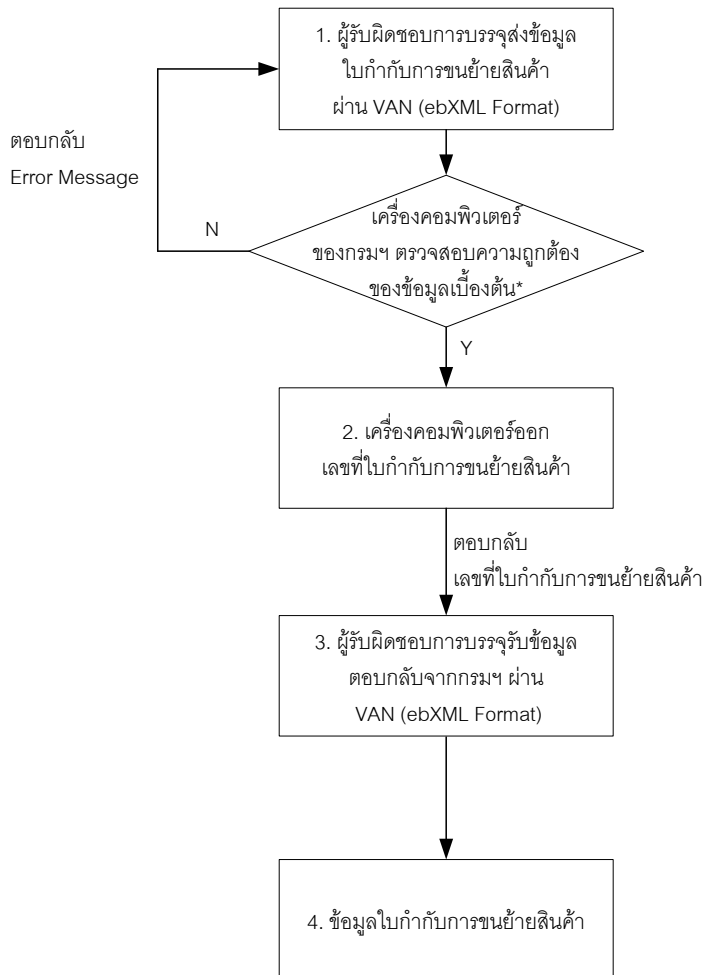 1. ผู้รับผิดชอบการบรรจุส่งข้อมูล
ใบกำกับการขนย้ายสินค้า
ผ่าน VAN (ebXML Format)
ตอบกลับ
Error Message
N
เครื่องคอมพิวเตอร์
ของกรมฯ ตรวจสอบความถูกต้อง
ของข้อมูลเบื้องต้น*
Y
2. เครื่องคอมพิวเตอร์ออก
เลขที่ใบกำกับการขนย้ายสินค้า
ตอบกลับ
เลขที่ใบกำกับการขนย้ายสินค้า
3. ผู้รับผิดชอบการบรรจุรับข้อมูล
ตอบกลับจากกรมฯ ผ่าน
VAN (ebXML Format)
4. ข้อมูลใบกำกับการขนย้ายสินค้า